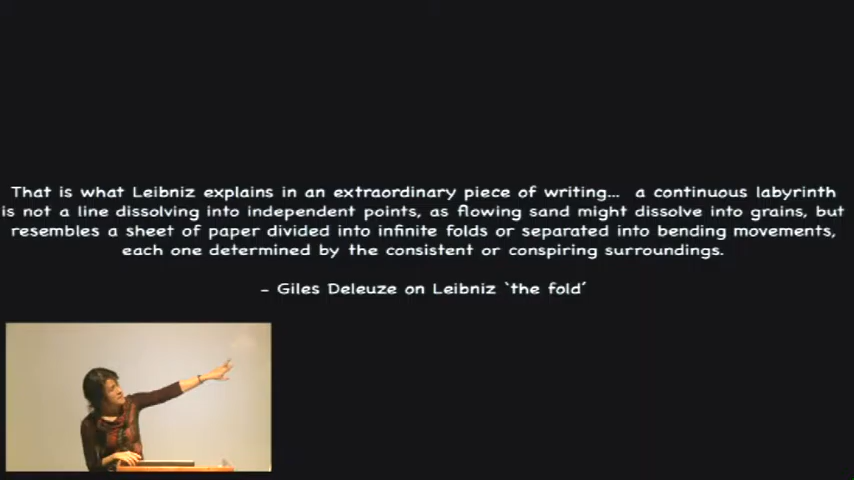 That is what Leibniz explains in an extraordinary piece of writing... a continuous labyrinth
is not a line dissolving into independent points, as flowing sand might dissolve into grains, but
resembles a sheet of paper divided into infinite folds or separated into bending movements,
each one determined by the consistent or conspiring surroundings.
- Giles Deleuze on Leibniz `the fold´